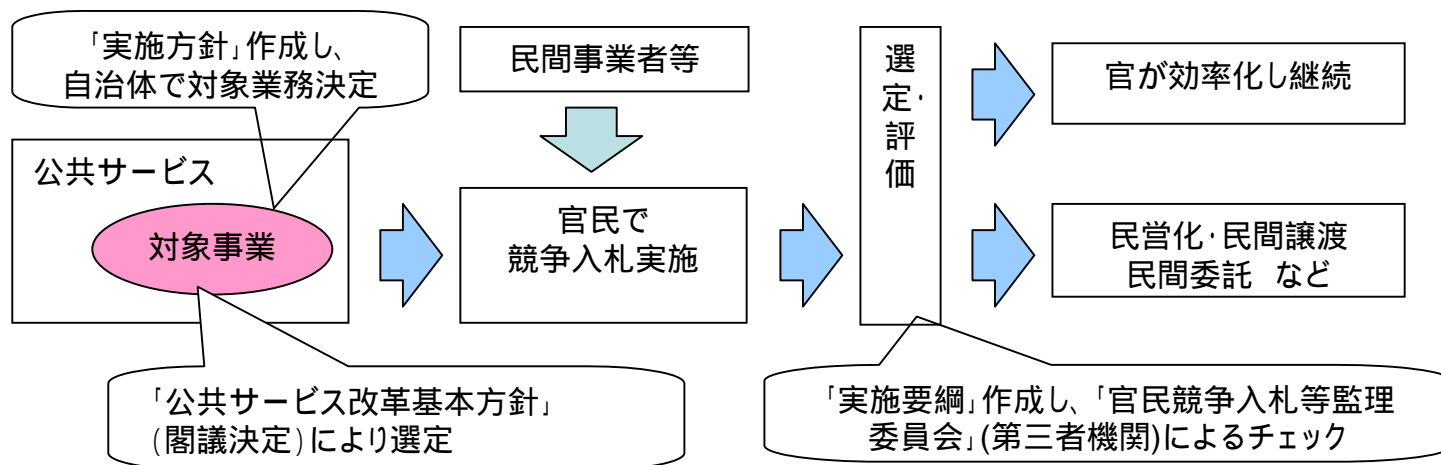 「実施方針」作成し、
自治体で対象業務決定
民間事業者等
選定・評価
官が効率化し継続
公共サービス
対象事業
官民で
競争入札実施
民営化・民間譲渡
民間委託 など
「公共サービス改革基本方針」
(閣議決定)により選定
「実施要綱」作成し、「官民競争入札等監理
委員会」(第三者機関)によるチェック